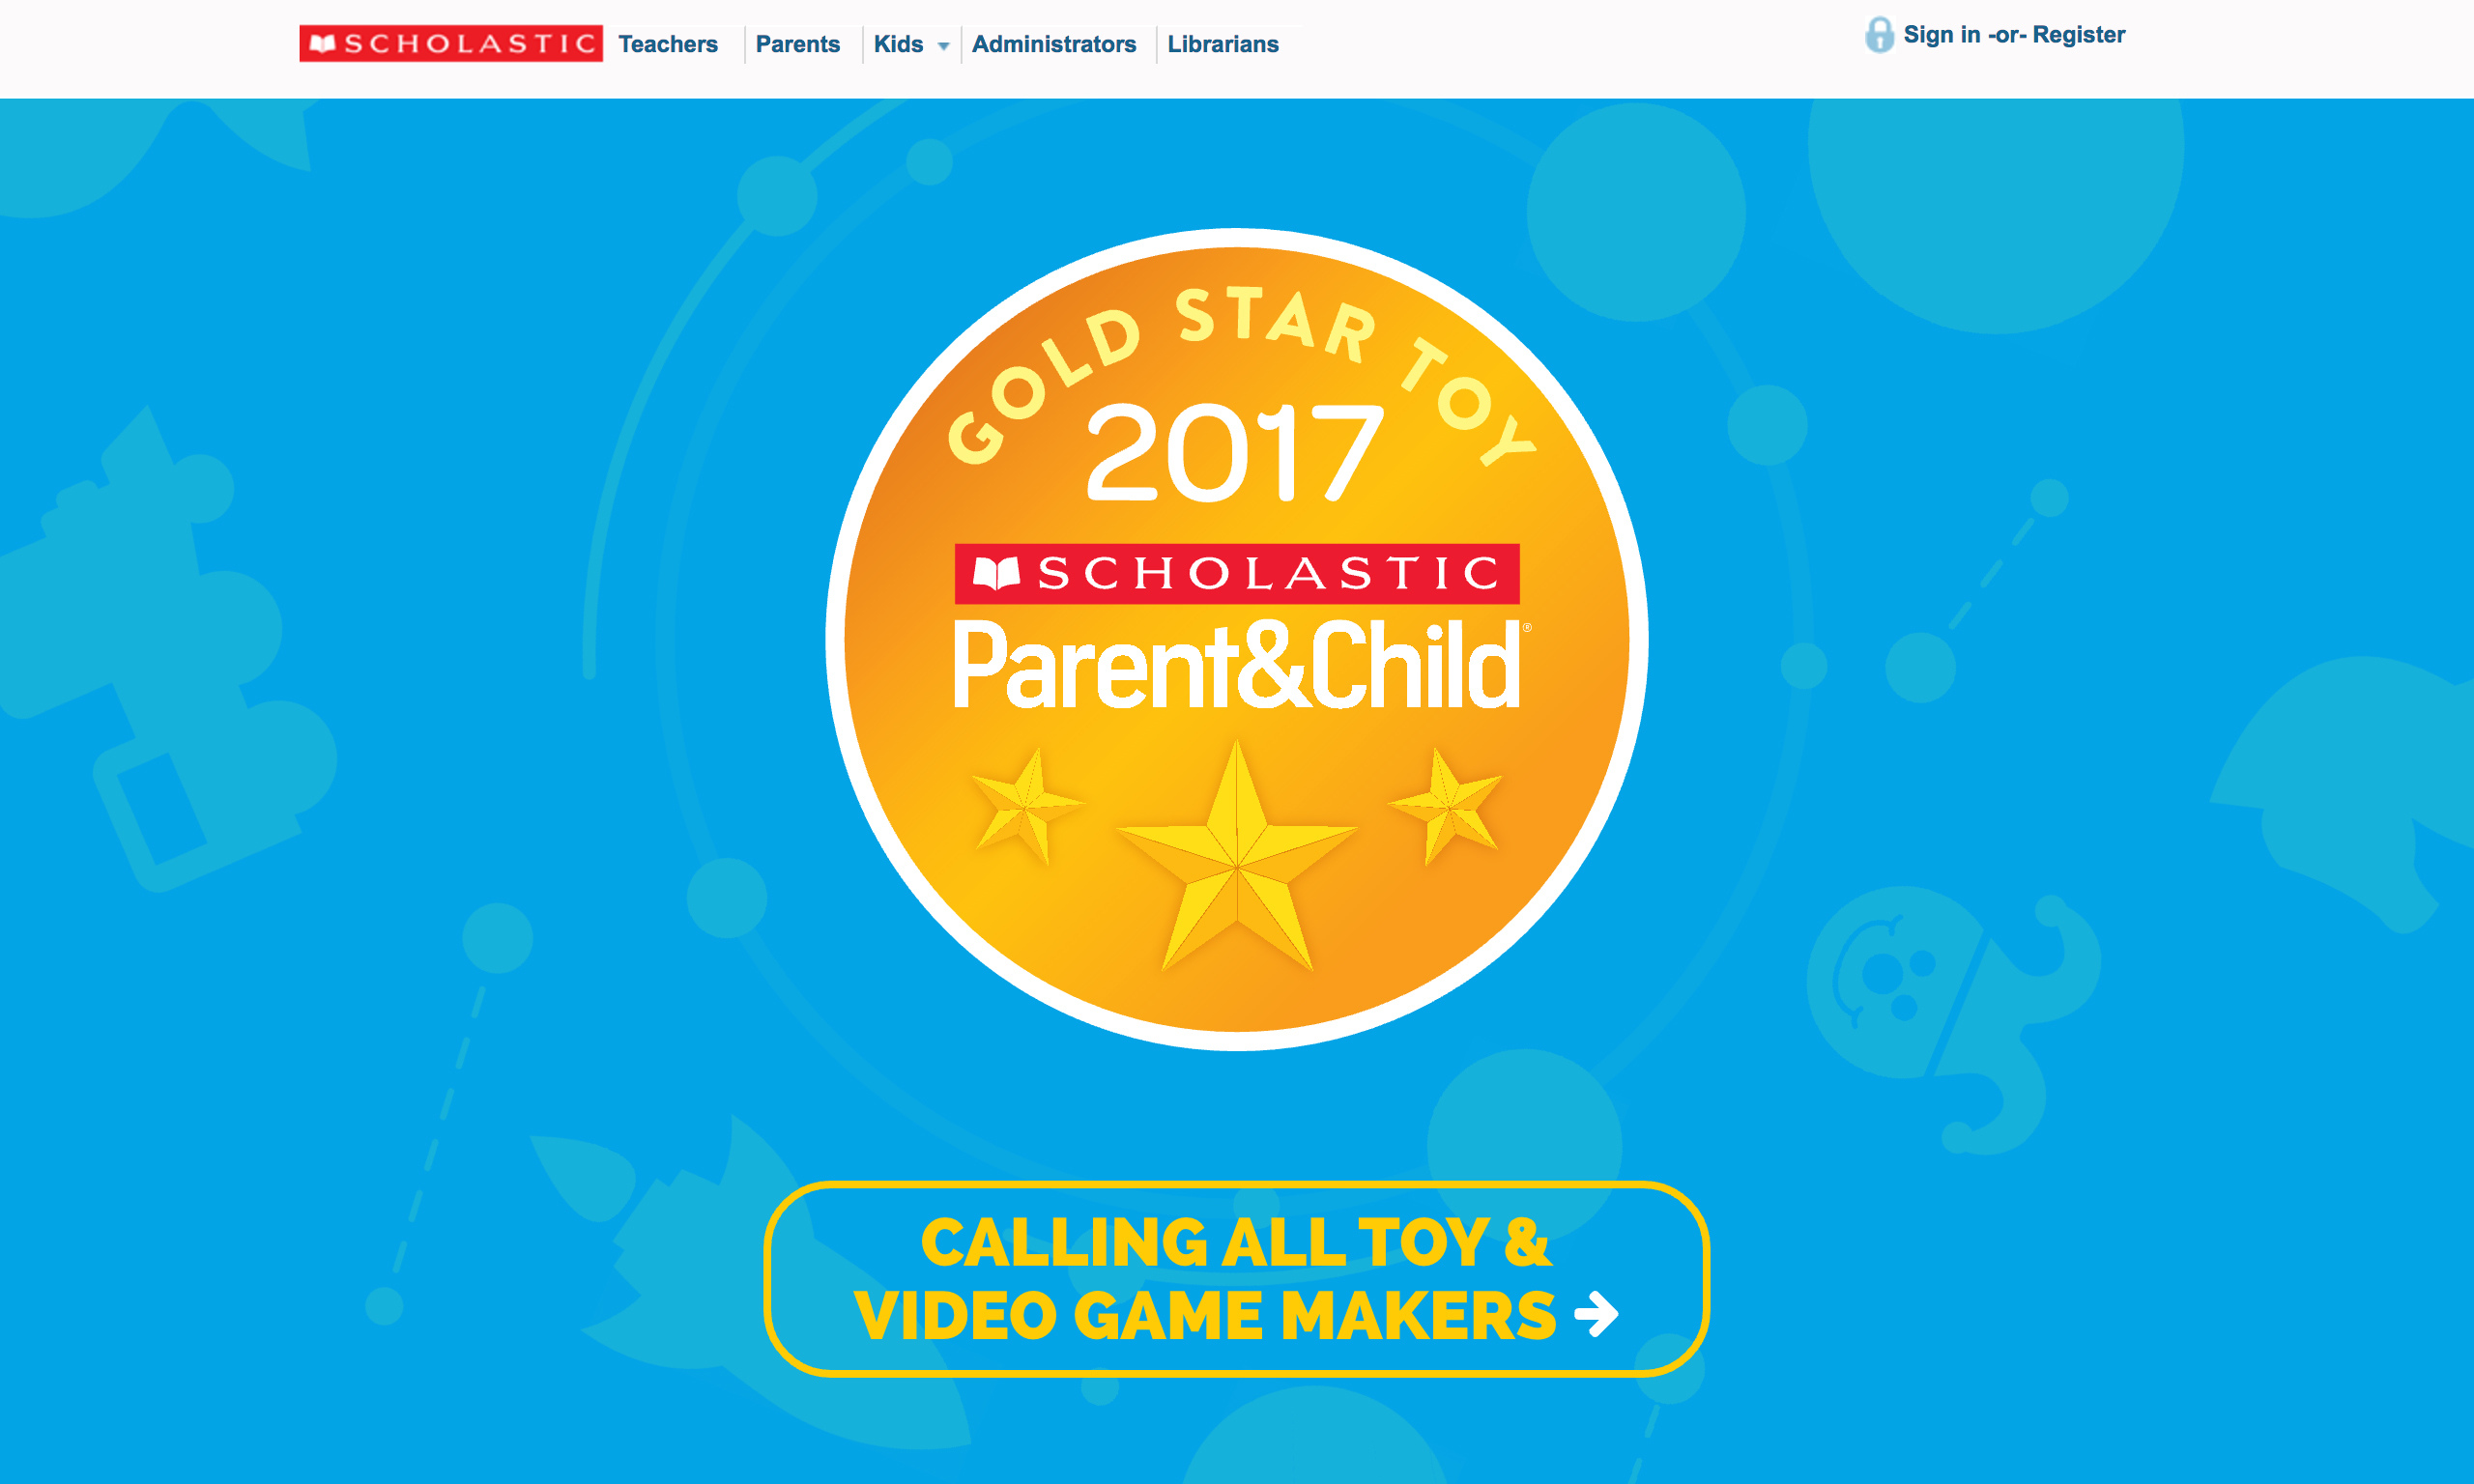 SCHOLASTIC Teachers Parents Kids Administrators Librarians
Sign in -or- Register
GOLD STAR TOY
2017
SCHOLASTIC
Parent&Child®
CALLING ALL TOY &
VIDEO GAME MAKERS